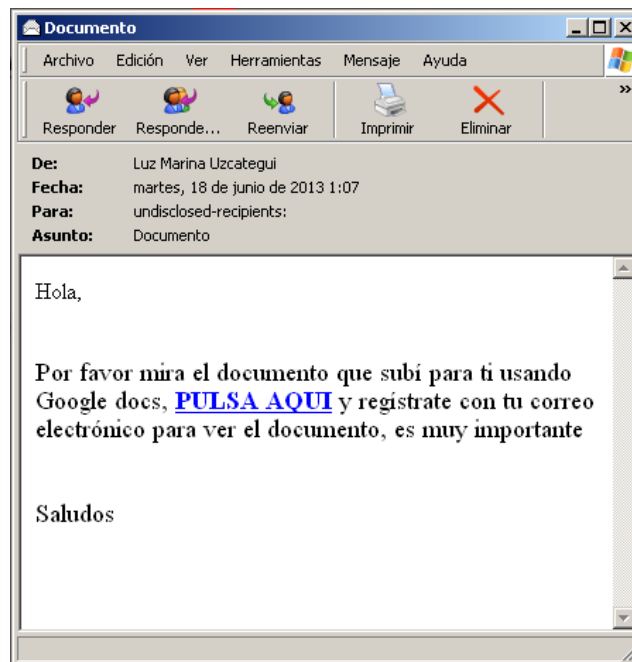 Documento
Archivo Edición Ver Herramientas Mensaje Ayuda
Responder Responde... Reenviar Imprimir Eliminar
De: Luz Marina Uzcategui
Fecha: martes, 18 de junio de 2013 1:07
Para: undisclosed-recipients:
Asunto: Documento
Hola,
Por favor mira el documento que subí para ti usando
Google docs, PULSA AQUI y regístrate con tu correo
electrónico para ver el documento, es muy importante
Saludos